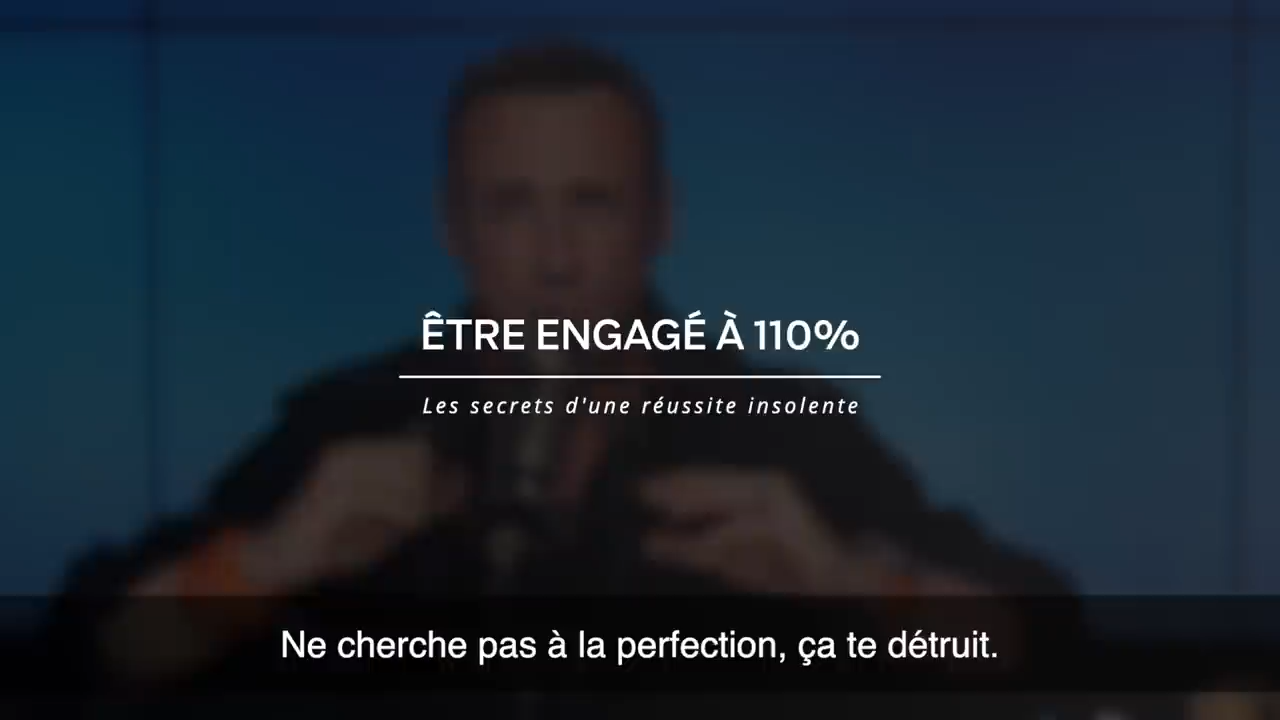 ÊTRE ENGAGÉ À 110%
Les secrets d'une réussite insolente
Ne cherche pas à la perfection, ça te détruit.